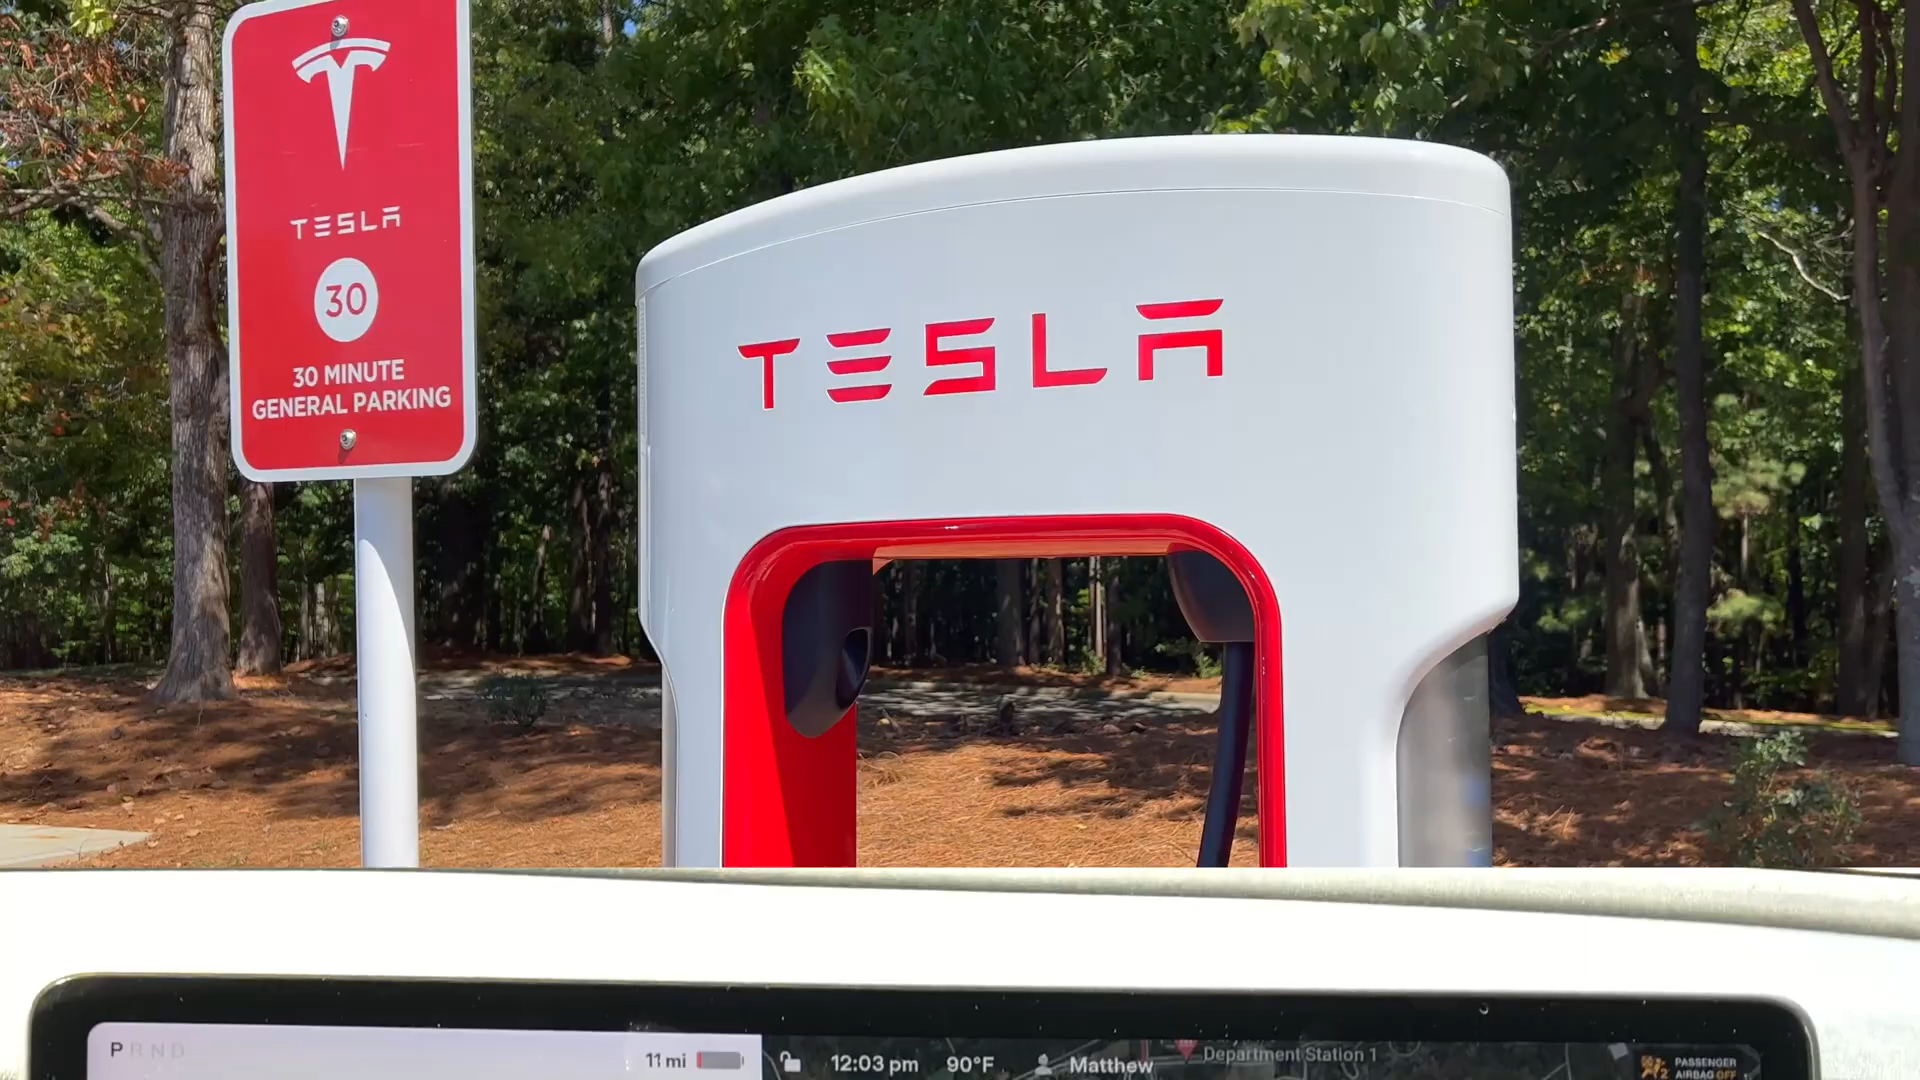 TESLA
30
30 MINUTE
GENERAL PARKING
TESLA
P R N D
11 mi
12:03 pm 90°F Matthew
Department Station 1
PASSENGER
AIRBAG OFF